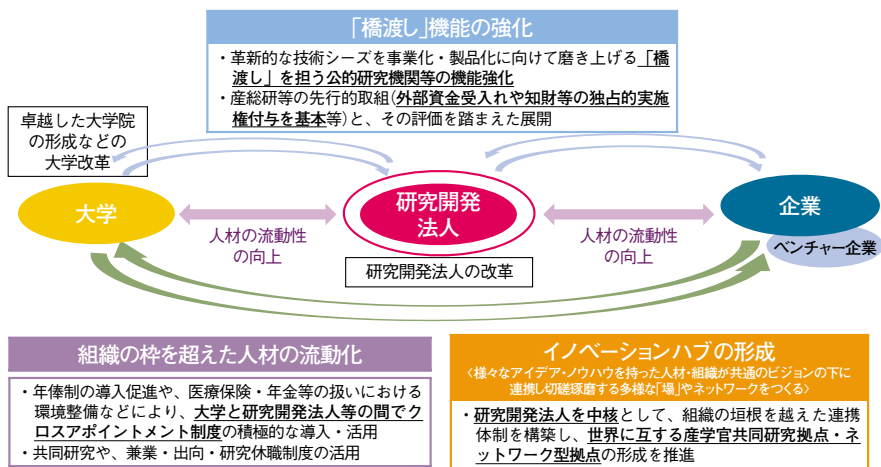 「橋渡し」機能の強化
・革新的な技術シーズを事業化・製品化に向けて磨き上げる「橋
渡し」を担う公的研究機関等の機能強化
・産総研等の先行的取組(外部資金受入れや知財等の独占的実施
権付与を基本等)と、その評価を踏まえた展開
卓越した大学院
の形成などの
大学改革
大学
人材の流動性
の向上
研究開発
法人
研究開発法人の改革
人材の流動性
の向上
企業
ベンチャー企業
組織の枠を超えた人材の流動化
・年俸制の導入促進や、医療保険・年金等の扱いにおける
環境整備などにより、大学と研究開発法人等の間でク
ロスアポイントメント制度の積極的な導入・活用
・共同研究や、兼業・出向・研究休職制度の活用
イノベーションハブの形成
〈様々なアイデア・ノウハウを持った人材・組織が共通のビジョンの下に
連携し切磋琢磨する多様な「場」やネットワークをつくる〉
・研究開発法人を中核として、組織の垣根を越えた連携
体制を構築し、世界に互する産学官共同研究拠点・ネ
ットワーク型拠点の形成を推進